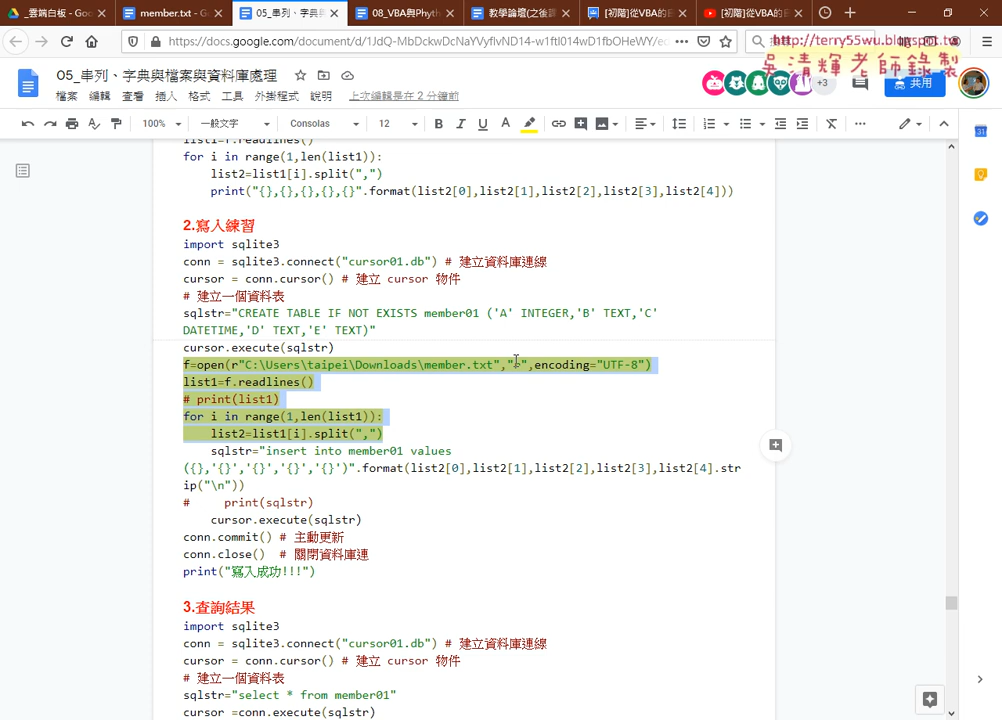 _雲端白板 - Goo
member.txt - G
05_串列、字典與
08_VBA與Phyth
教學論壇(之後課
[初階]從VBA的E
[初階]從VBA的E
https://docs.google.com/document/d/1JdQ-MbDckwDcNaYVyflvND14-w1ftl014wD1fbOHeWY/ec
http://terry55wu.blogspot.tw
吳清輝老師錄製
05_串列、字典與檔案與資料庫處理
檔案 編輯 查看 插入 格式 工具 外掛程式 說明 上次編輯是在 2 分鐘前
+3
共用
100% 一般文字 Consolas 12 B I U A
list1=f.readlines()
for i in range(1,len(list1)):
list2=list1[i].split(",")
print("{},{},{},{},{}".format(list2[0],list2[1],list2[2],list2[3],list2[4]))
2.寫入練習
import sqlite3
conn = sqlite3.connect("cursor01.db") # 建立資料庫連線
cursor = conn.cursor() # 建立 cursor 物件
# 建立一個資料表
sqlstr="CREATE TABLE IF NOT EXISTS member01 ('A' INTEGER,'B' TEXT,'C'
DATETIME,'D' TEXT,'E' TEXT)"
cursor.execute(sqlstr)
f=open(r"C:\Users\taipei\Downloads\member.txt","r",encoding="UTF-8")
list1=f.readlines()
# print(list1)
for i in range(1,len(list1)):
list2=list1[i].split(",")
sqlstr="insert into member01 values
({},'{}','{}','{}','{}')".format(list2[0],list2[1],list2[2],list2[3],list2[4].str
ip("\n"))
# print(sqlstr)
cursor.execute(sqlstr)
conn.commit() # 主動更新
conn.close() # 關閉資料庫連
print("寫入成功!!!")
3.查詢結果
import sqlite3
conn = sqlite3.connect("cursor01.db") # 建立資料庫連線
cursor = conn.cursor() # 建立 cursor 物件
# 建立一個資料表
sqlstr="select * from member01"
cursor =conn.execute(sqlstr)